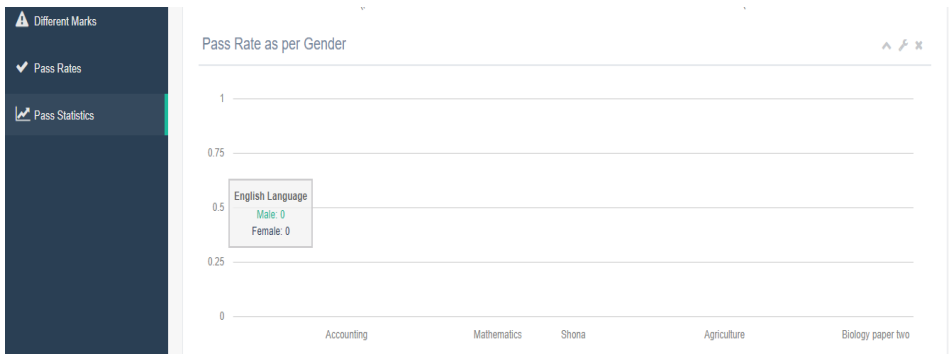 Different Marks
Pass Rates
Pass Statistics
Pass Rate as per Gender
1
0.75
0.5
0.25
0
English Language
Male: 0
Female: 0
Accounting Mathematics Shona Agriculture Biology paper two